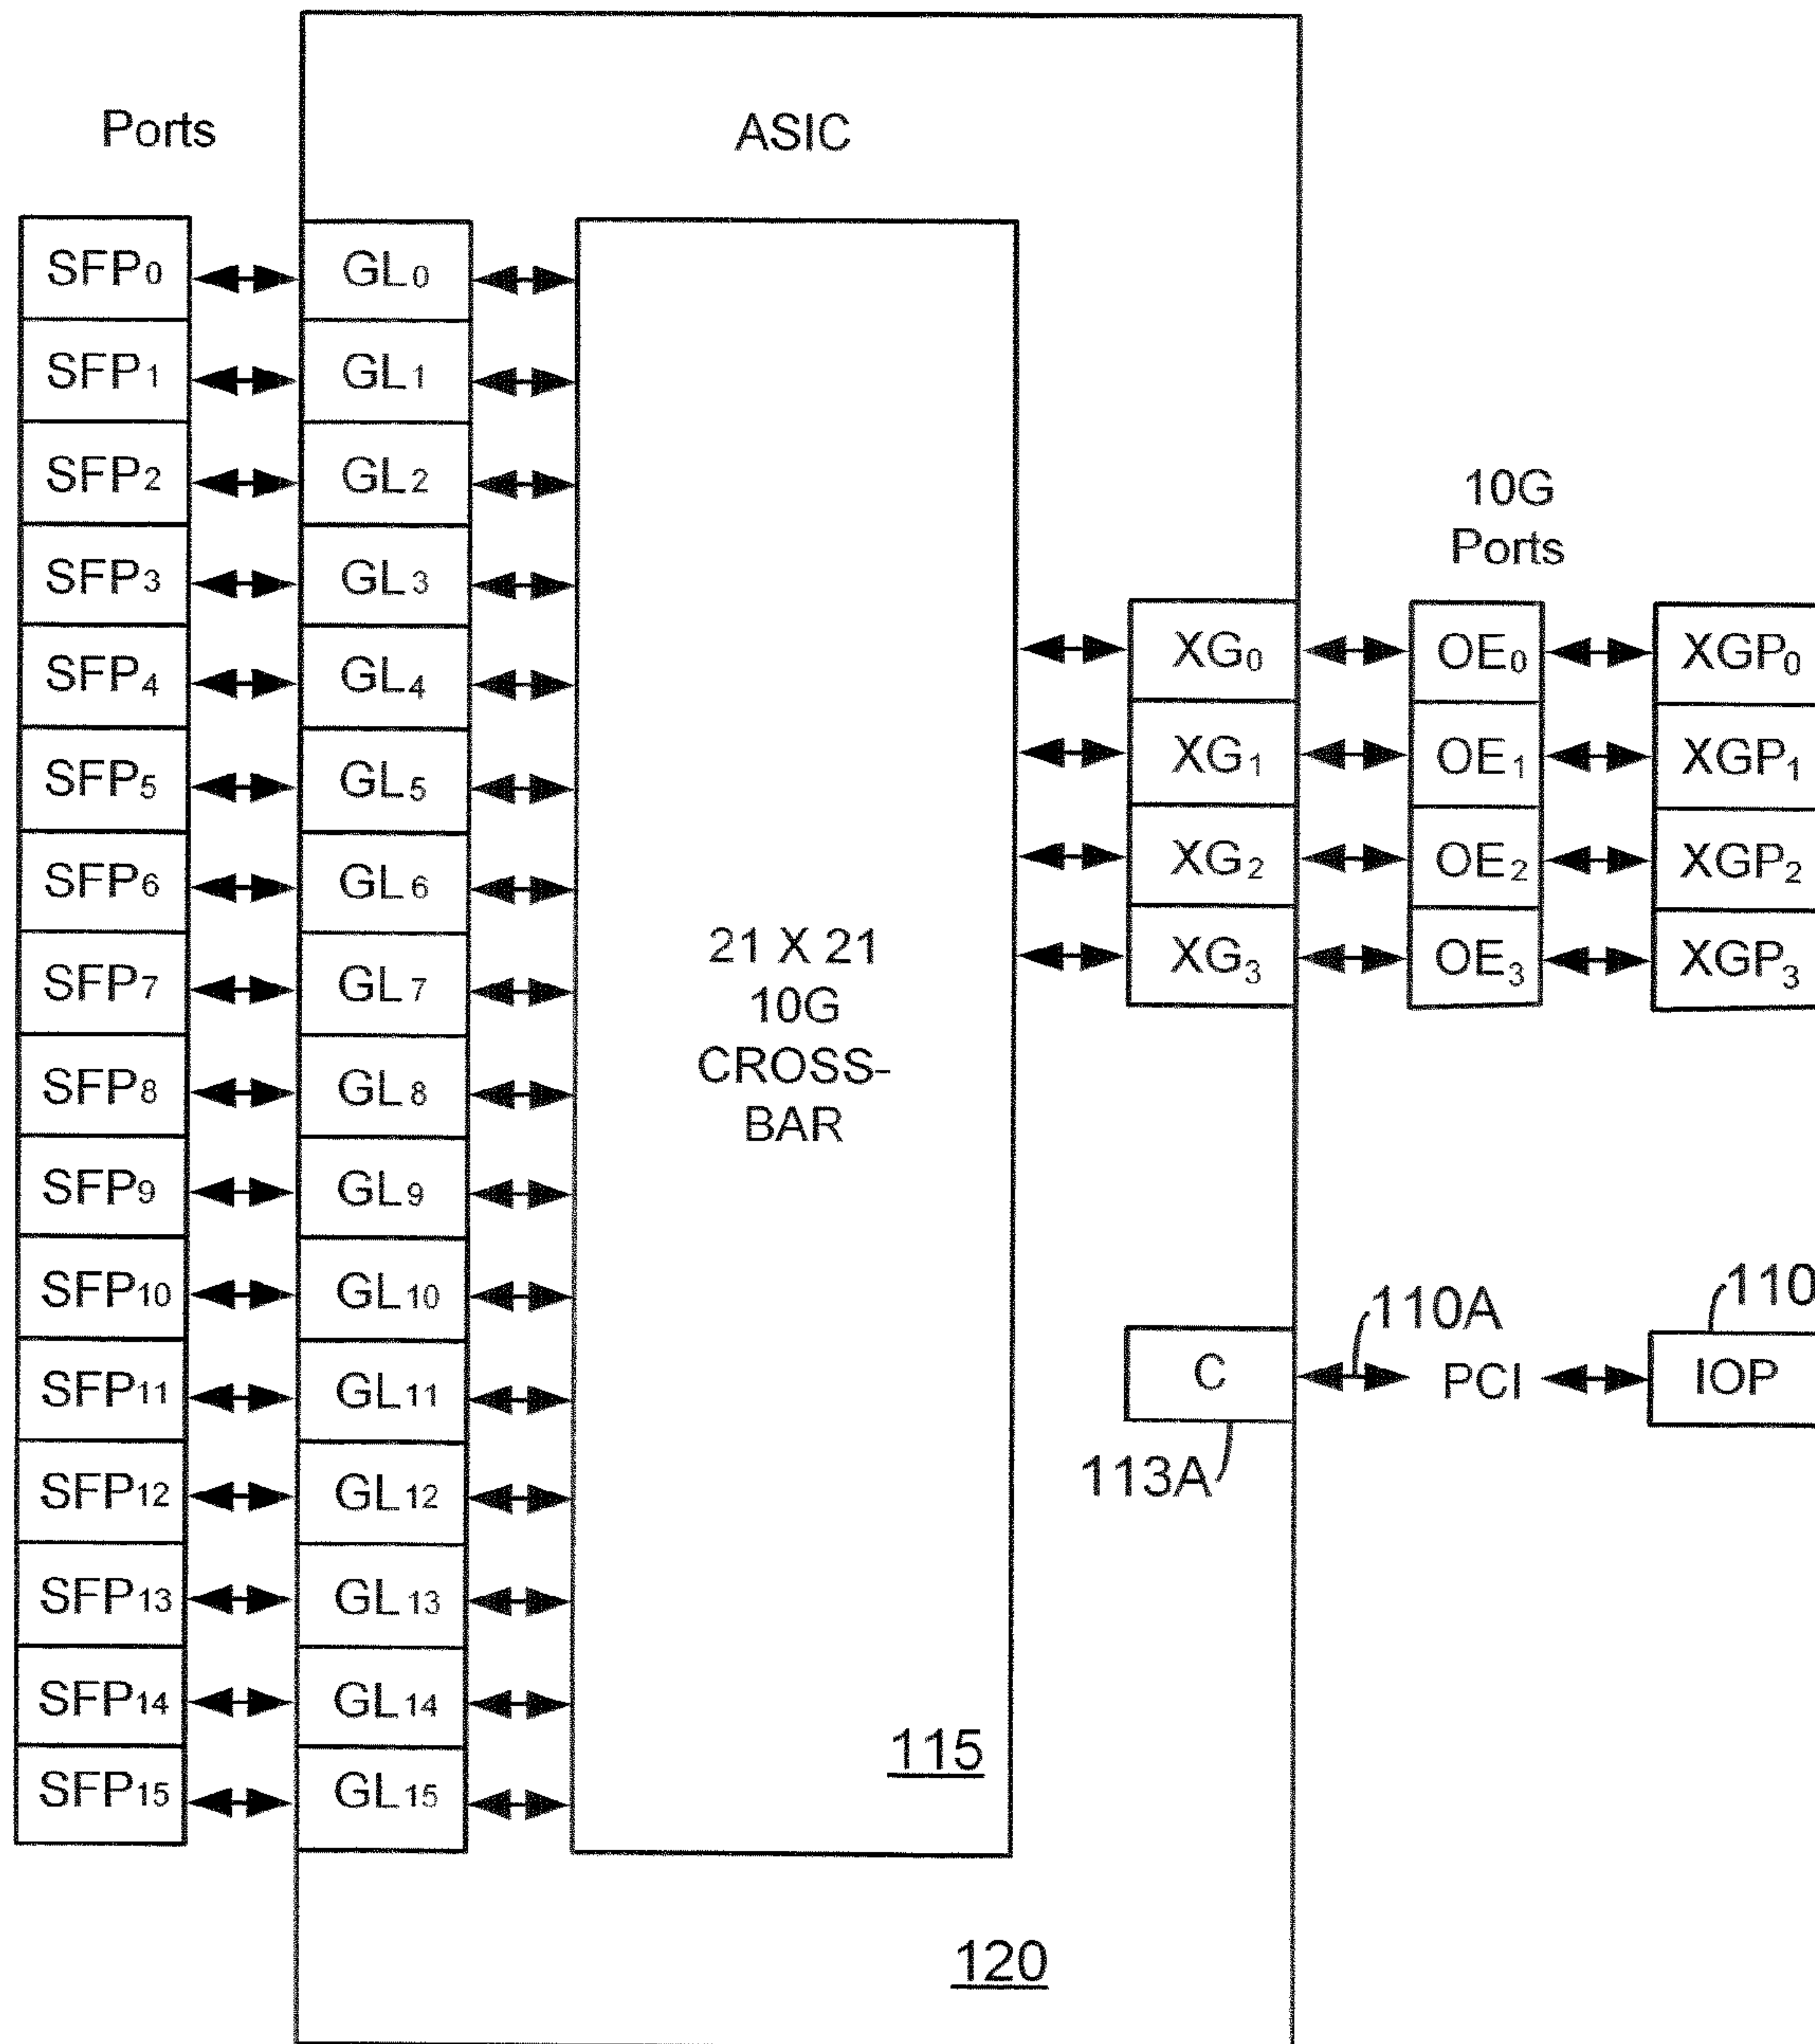 Ports
ASIC
SFP0 GL0
SFP1 GL1
SFP2 GL2
10G
Ports
SFP3 GL3
XG0 OE0 XGP0
SFP4 GL4
XG1 OE1 XGP1
SFP5 GL5
XG2 OE2 XGP2
SFP6 GL6
XG3 OE3 XGP3
SFP7 GL7
21 X 21
10G
CROSS-
BAR
SFP8 GL8
SFP9 GL9
SFP10 GL10
110A 110
SFP11 GL11
C PCI IOP
113A
SFP12 GL12
SFP13 GL13
SFP14 GL14
115
SFP15 GL15
120